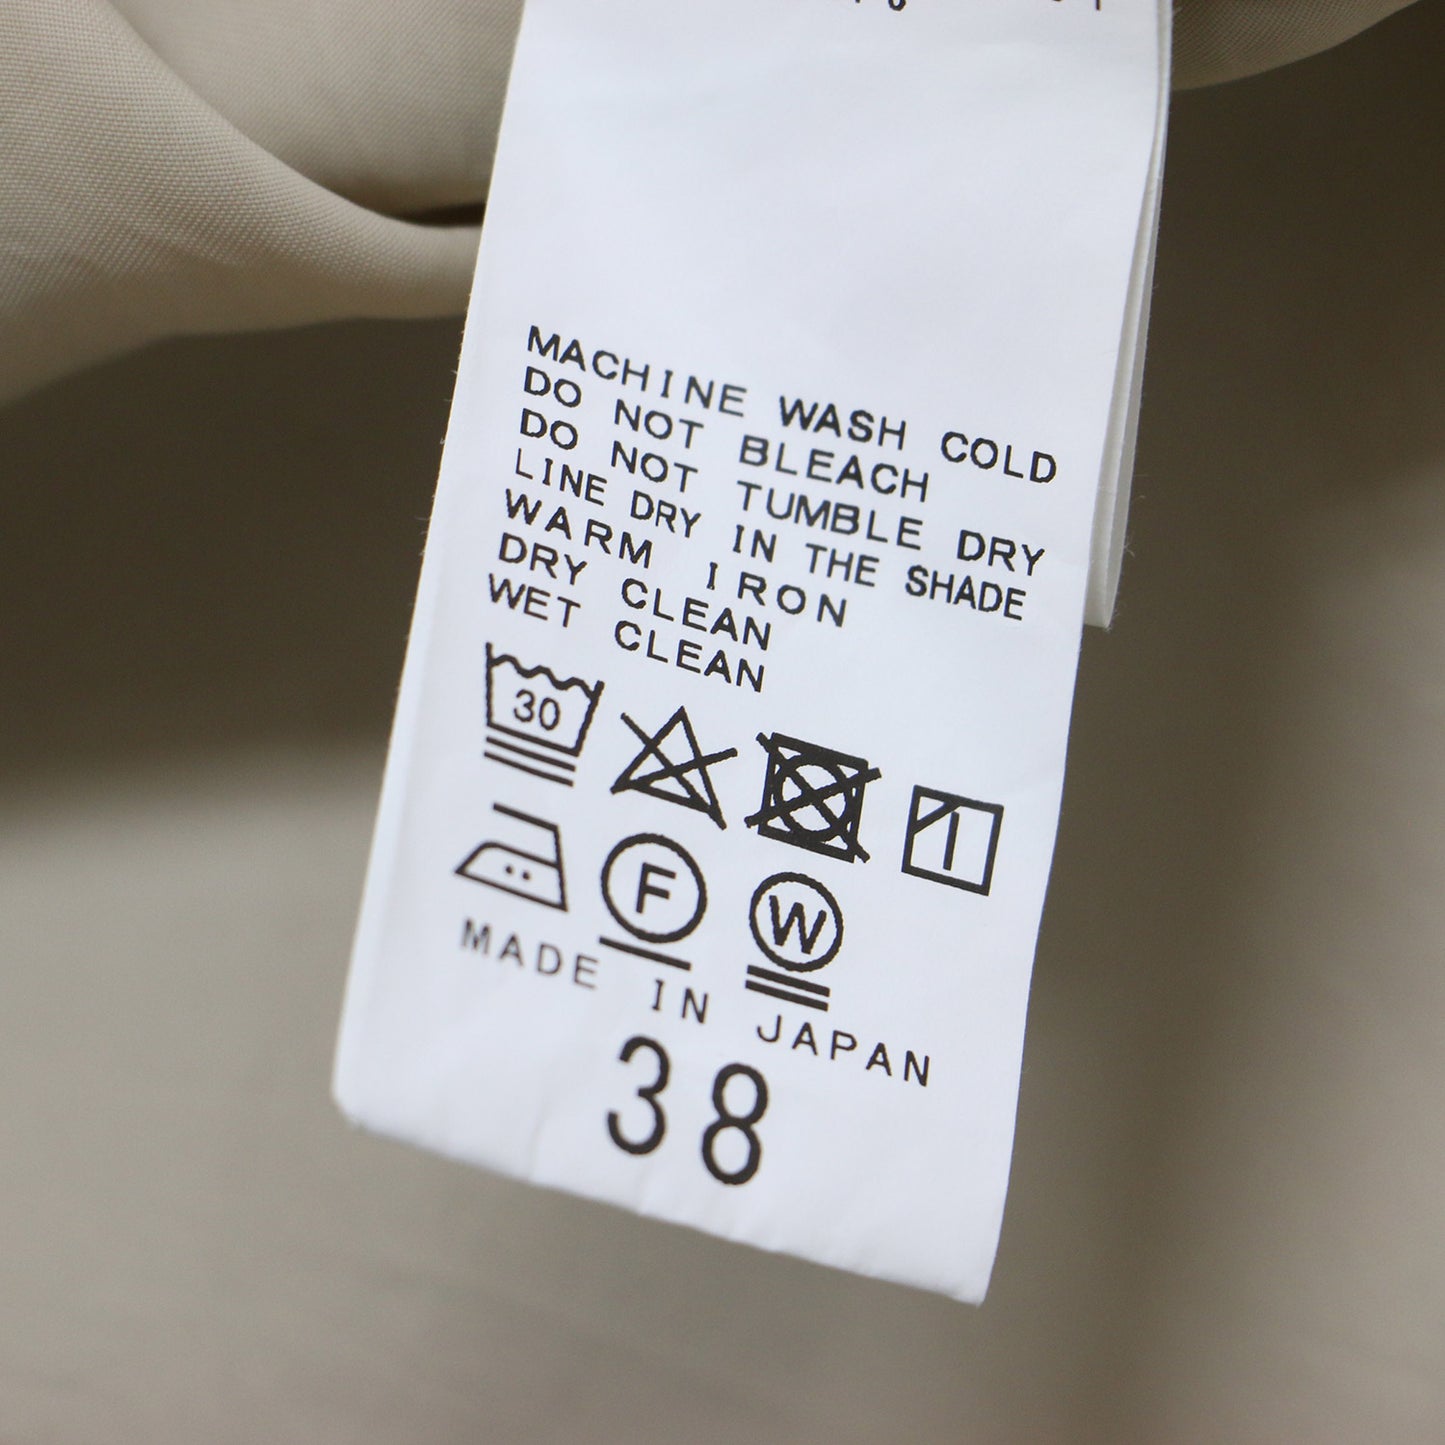 MACHINE WASH COLD
DO NOT BLEACH
DO NOT TUMBLE DRY
LINE DRY IN THE SHADE
WARM IRON
DRY CLEAN
WET CLEAN
30
F W
MADE IN JAPAN
38